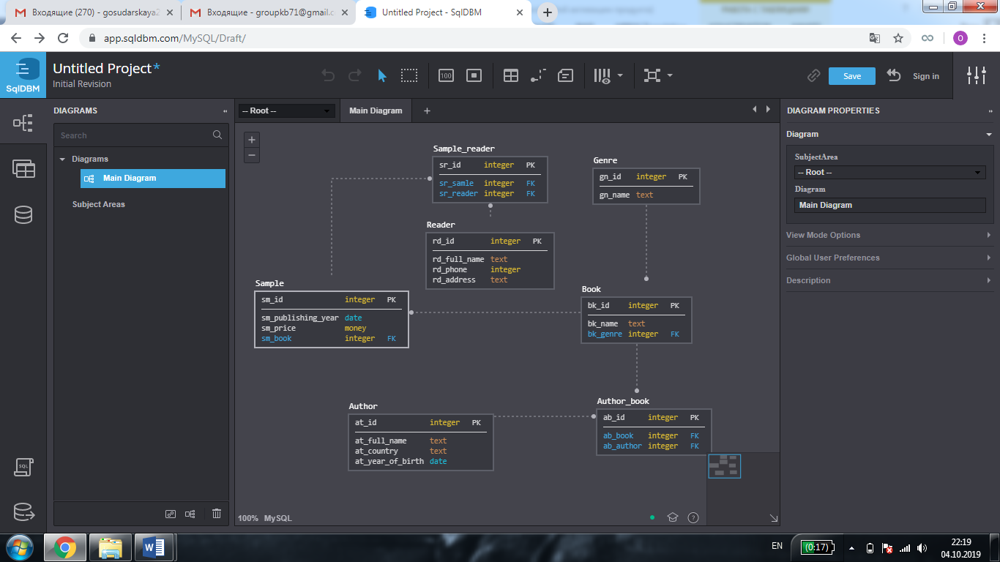 Входящие (270) - gosudarskaya2
Входящие - groupkb71@gmail.c
Untitled Project - SqlDBM
app.sqldbm.com/MySQL/Draft/
O
SqlDBM
Untitled Project*
Initial Revision
100
Save
Sign in
DIAGRAMS
Search
Diagrams
Main Diagram
Subject Areas
-- Root --
Main Diagram
Sample_reader
sr_id integer PK
sr_samle integer FK
sr_reader integer FK
Genre
gn_id integer PK
gn_name text
Reader
rd_id integer PK
rd_full_name text
rd_phone integer
rd_address text
Sample
sm_id integer PK
sm_publishing_year date
sm_price money
sm_book integer FK
Book
bk_id integer PK
bk_name text
bk_genre integer FK
Author
at_id integer PK
at_full_name text
at_country text
at_year_of_birth date
Author_book
ab_id integer PK
ab_book integer FK
ab_author integer FK
100% MySQL
DIAGRAM PROPERTIES
Diagram
SubjectArea
-- Root --
Diagram
Main Diagram
View Mode Options
Global User Preferences
Description
SQL
EN
(0:17)
22:19
04.10.2019